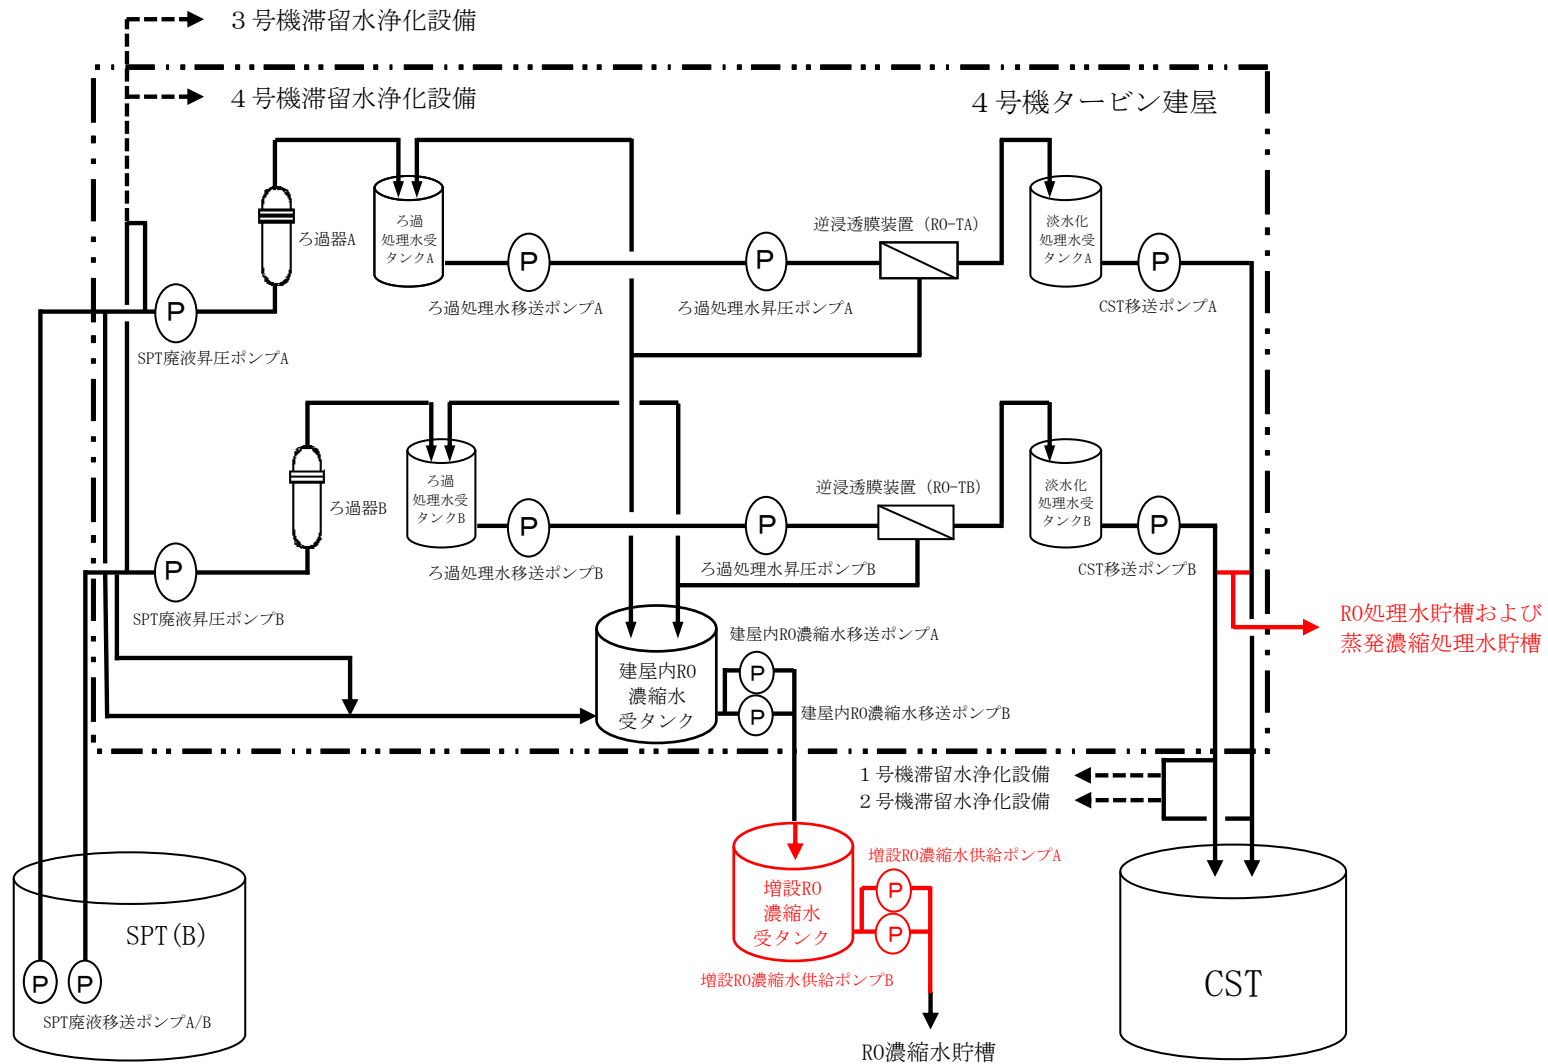 ３号機滞留水浄化設備
４号機滞留水浄化設備
４号機タービン建屋
ろ過器A
ろ過
処理水受
タンクA
P
ろ過処理水移送ポンプA
P
ろ過処理水昇圧ポンプA
逆浸透膜装置（RO-TA）
淡水化
処理水受
タンクA
P
CST移送ポンプA
P
SPT廃液昇圧ポンプA
ろ過器B
ろ過
処理水受
タンクB
P
ろ過処理水移送ポンプB
P
ろ過処理水昇圧ポンプB
逆浸透膜装置（RO-TB）
淡水化
処理水受
タンクB
P
CST移送ポンプB
P
SPT廃液昇圧ポンプB
RO処理水貯槽および
蒸発濃縮処理水貯槽
建屋内RO
濃縮水
受タンク
建屋内RO濃縮水移送ポンプA
P
P
建屋内RO濃縮水移送ポンプB
１号機滞留水浄化設備
２号機滞留水浄化設備
増設RO
濃縮水
受タンク
増設RO濃縮水供給ポンプA
P
P
増設RO濃縮水供給ポンプB
RO濃縮水貯槽
SPT(B)
P
P
SPT廃液移送ポンプA/B
CST